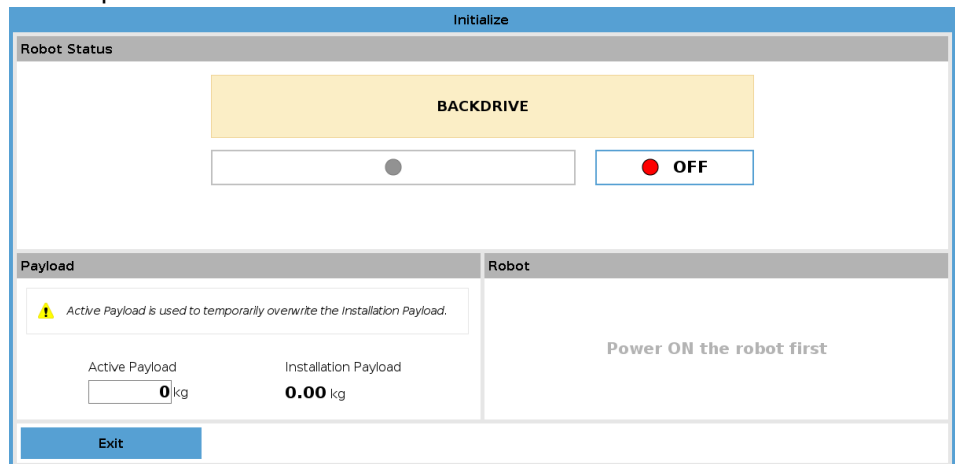 Initialize
Robot Status
BACKDRIVE
OFF
Payload
Robot
Active Payload is used to temporarily overwrite the Installation Payload.
Power ON the robot first
Active Payload
Installation Payload
0 kg
0.00 kg
Exit